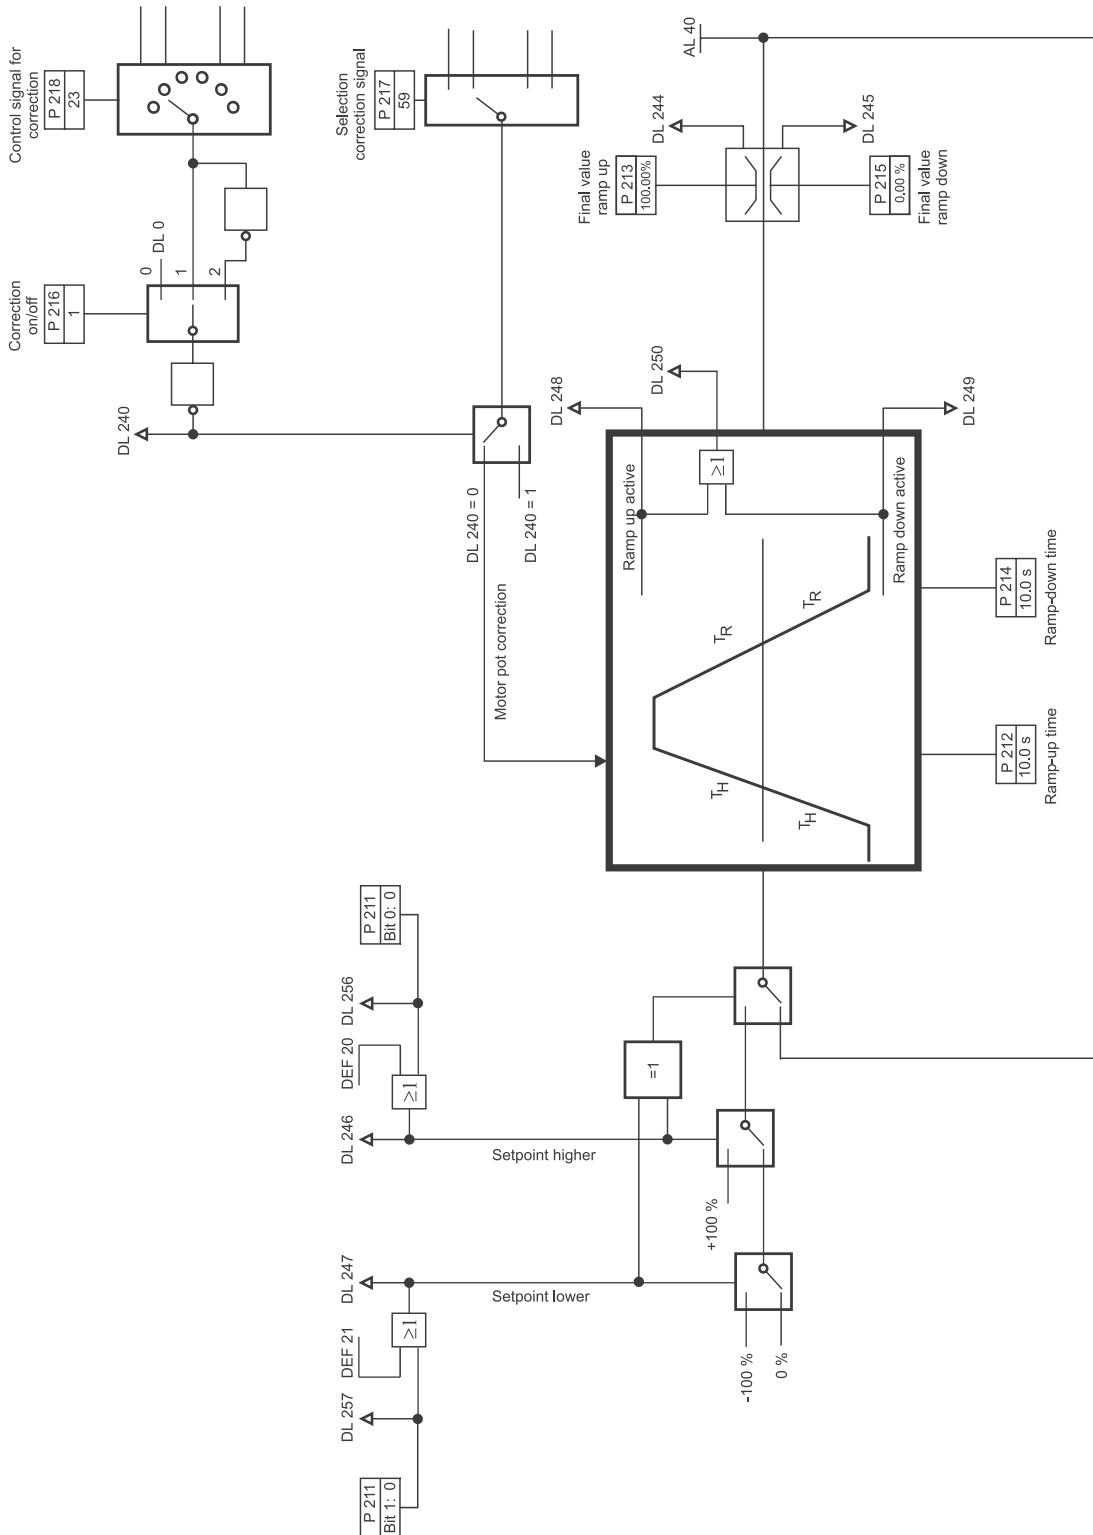 Control signal for
correction
P 218
23
Selection
correction signal
P 217
59
AL 40
DL 244
DL 245
Final value
ramp up
P 213
100.00%
P 215
0.00 %
Final value
ramp down
Correction
on/off
P 216
1
0
DL 0
1
2
DL 240
DL 240 = 0
DL 240 = 1
Motor pot correction
DL 248
DL 250
DL 249
Ramp up active
≥1
Ramp down active
TR
TR
TH
TH
P 214
10.0 s
Ramp-down time
P 212
10.0 s
Ramp-up time
P 211
Bit 0: 0
DL 256
DEF 20
≥1
DL 246
Setpoint higher
=1
+100 %
DL 247
Setpoint lower
≥1
DEF 21
DL 257
-100 %
0 %
P 211
Bit 1: 0